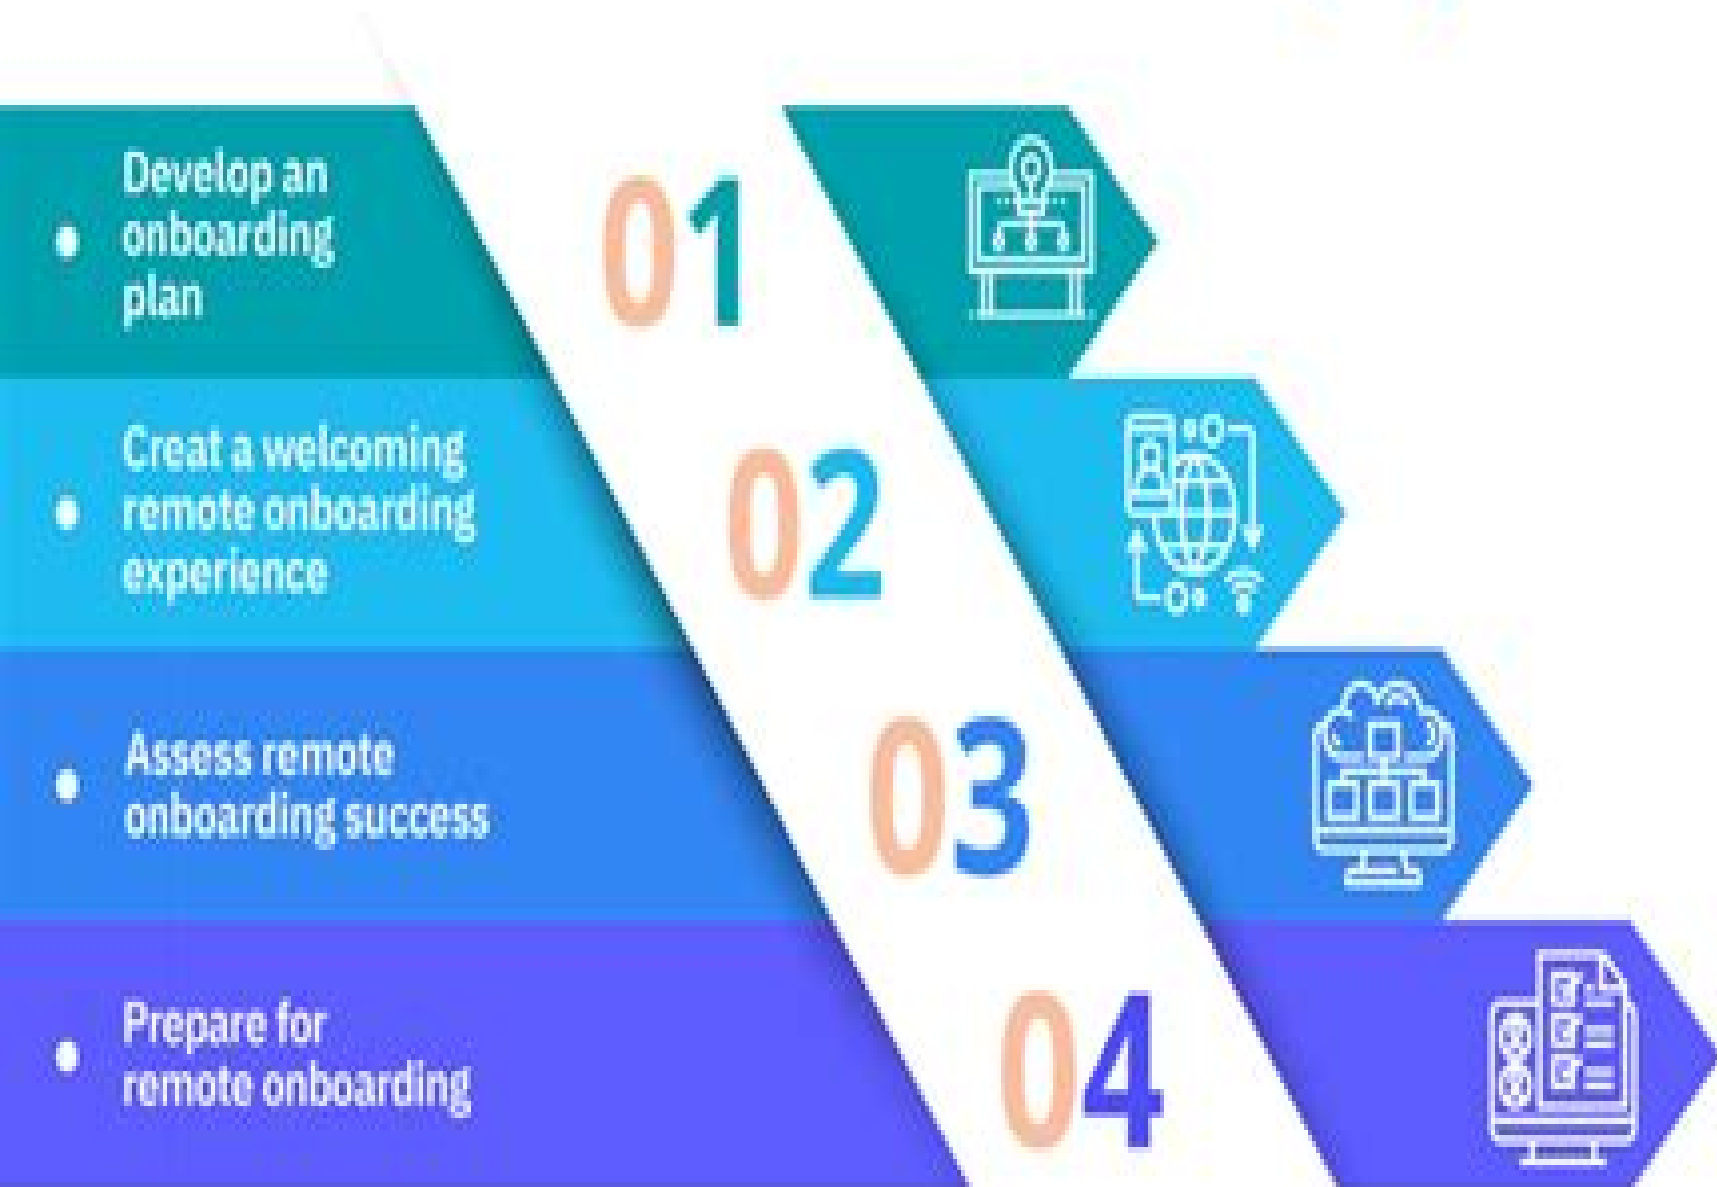 Develop an
onboarding
plan
01
Creat a welcoming
remote onboarding
experience
02
Assess remote
onboarding success
03
Prepare for
remote onboarding
04